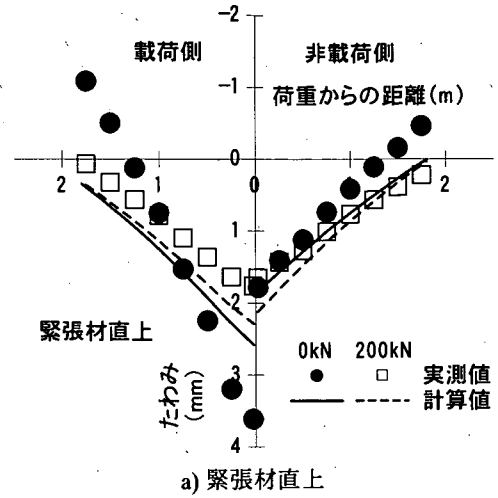 -2
載荷側 非載荷側
-1
荷重からの距離(m)
0
2 1 0 1 2
1
2
緊張材直上
0kN 200kN
3 実測値
たわみ(mm)
計算値
4
a) 緊張材直上